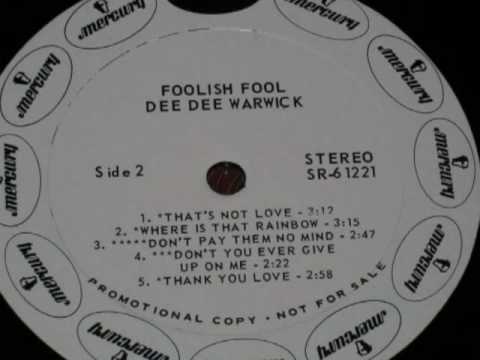 FOOLISH FOOL
DEE DEE WARWICK
Side 2
STEREO
SR-61221
1. *THAT'S NOT LOVE - 3:12
2. *WHERE IS THAT RAINBOW - 3:15
3. *****DON'T PAY THEM NO MIND - 2:47
4. ***DON'T YOU EVER GIVE
UP ON ME - 2:22
5. *THANK YOU LOVE - 2:58
PROMOTIONAL COPY · NOT FOR SALE
mercury
mercury
mercury
mercury
mercury
mercury
mercury
mercury
mercury
mercury
mercury
mercury